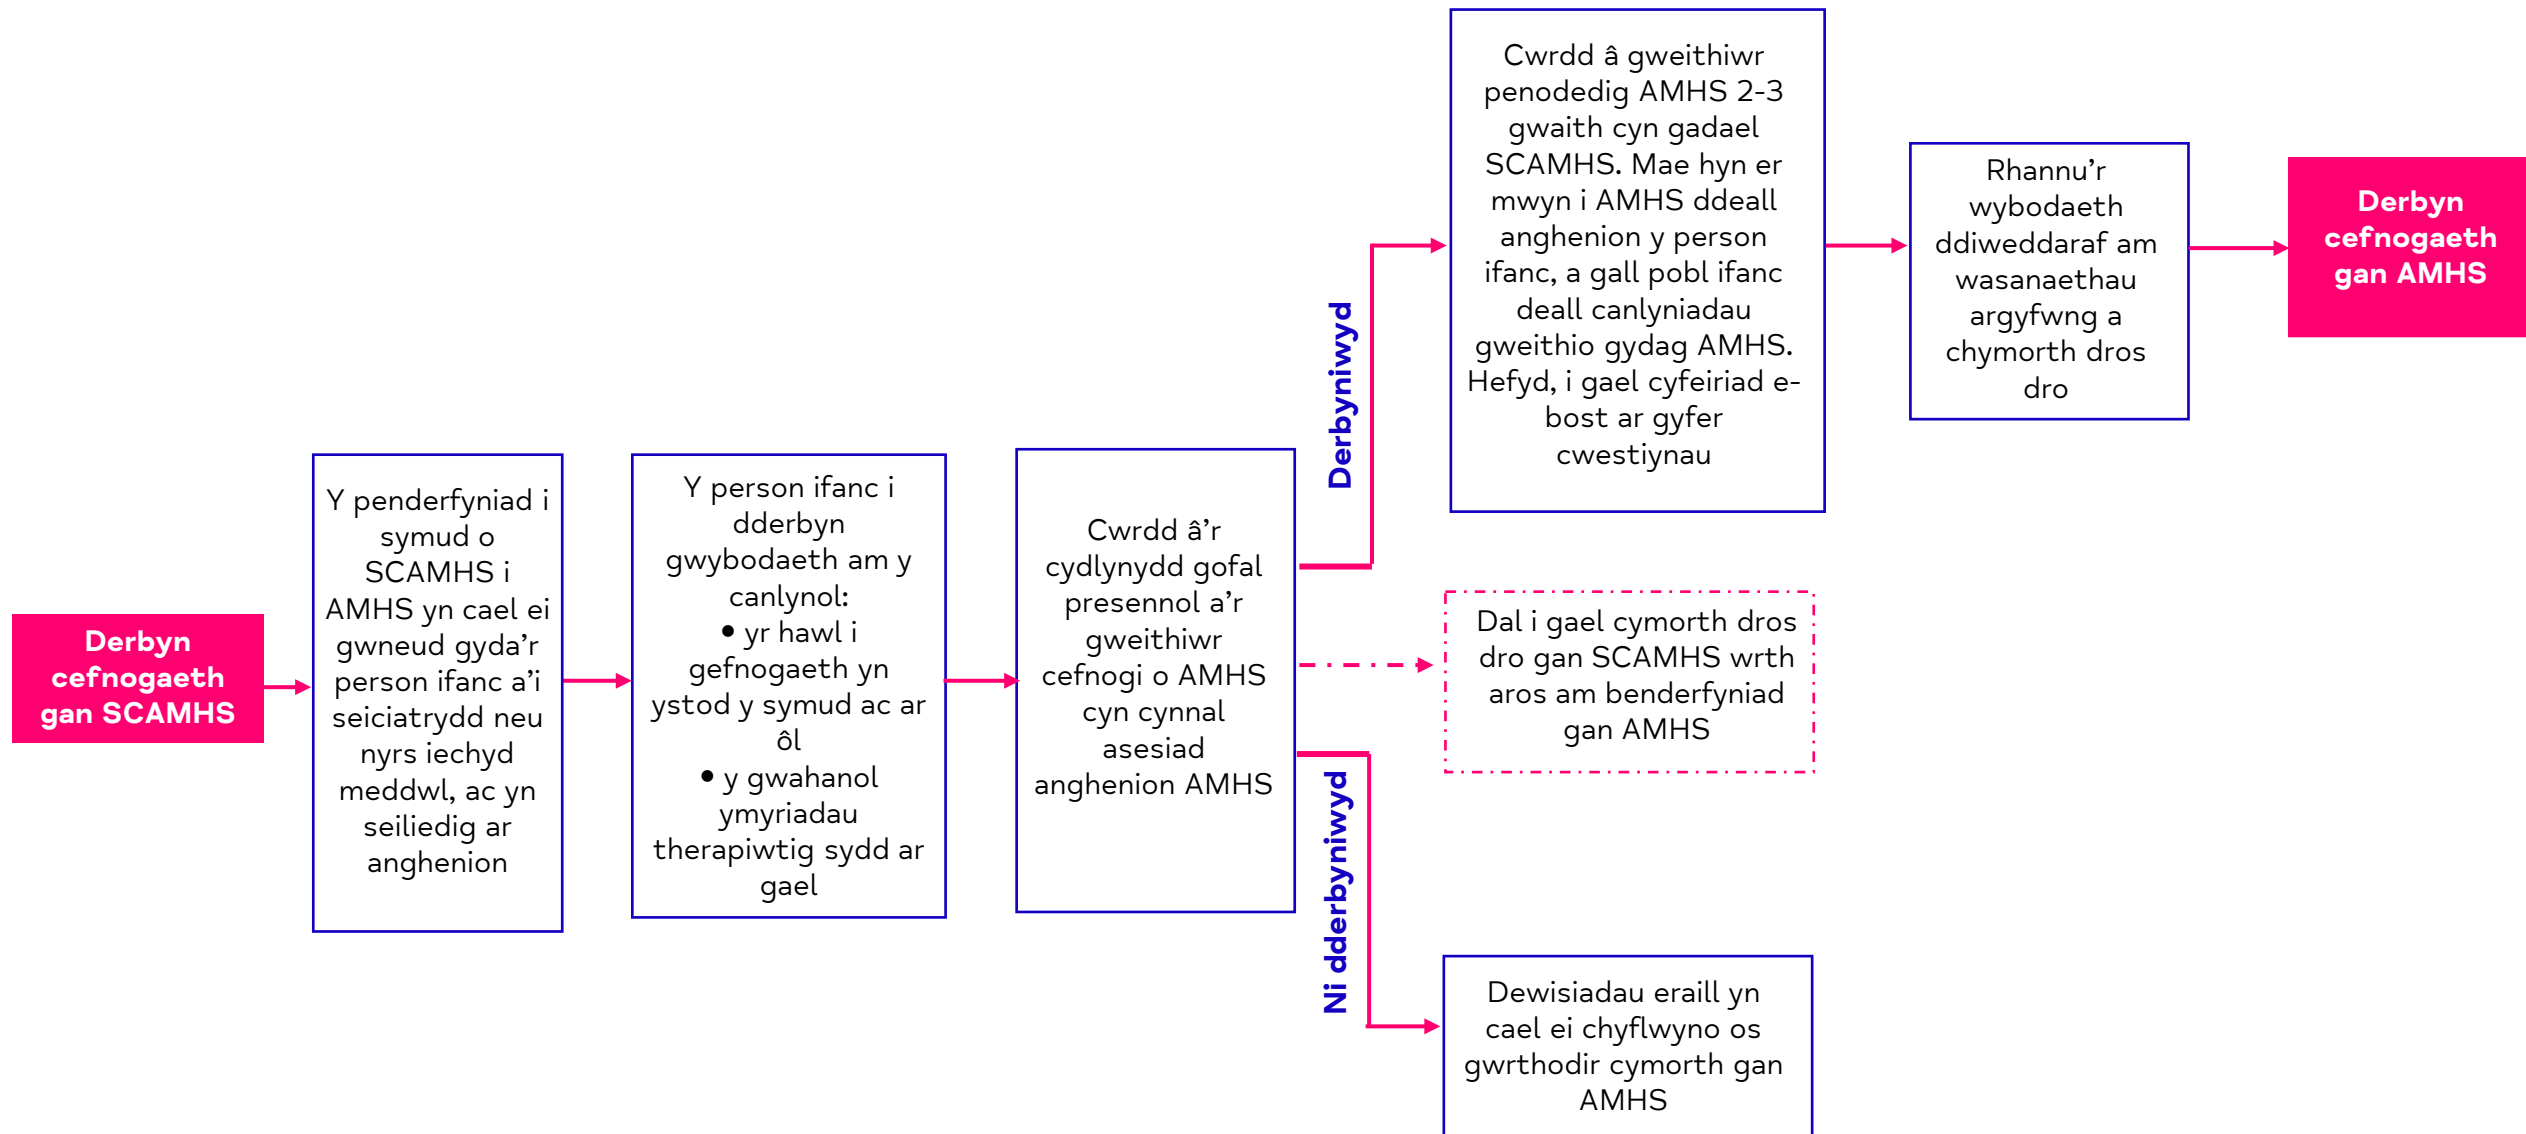 Derbyn
cefnogaeth
gan SCAMHS
Y penderfyniad i
symud o
SCAMHS i
AMHS yn cael ei
gwneud gyda’r
person ifanc a’i
seiciatrydd neu
nyrs iechyd
meddwl, ac yn
seiliedig ar
anghenion
Y person ifanc i
dderbyn
gwybodaeth am y
canlynol:
• yr hawl i
gefnogaeth yn
ystod y symud ac ar
ôl
• y gwahanol
ymyriadau
therapiwtig sydd ar
gael
Cwrdd â’r
cydlynydd gofal
presennol a’r
gweithiwr
cefnogi o AMHS
cyn cynnal
asesiad
anghenion AMHS
Derbyniwyd
Cwrdd â gweithiwr
penodedig AMHS 2-3
gwaith cyn gadael
SCAMHS. Mae hyn er
mwyn i AMHS ddeall
anghenion y person
ifanc, a gall pobl ifanc
deall canlyniadau
gweithio gydag AMHS.
Hefyd, i gael cyfeiriad e-
bost ar gyfer
cwestiynau
Rhannu’r
wybodaeth
ddiweddaraf am
wasanaethau
argyfwng a
chymorth dros
dro
Derbyn
cefnogaeth
gan AMHS
Dal i gael cymorth dros
dro gan SCAMHS wrth
aros am benderfyniad
gan AMHS
Ni dderbyniwyd
Dewisiadau eraill yn
cael ei chyflwyno os
gwrthodir cymorth gan
AMHS